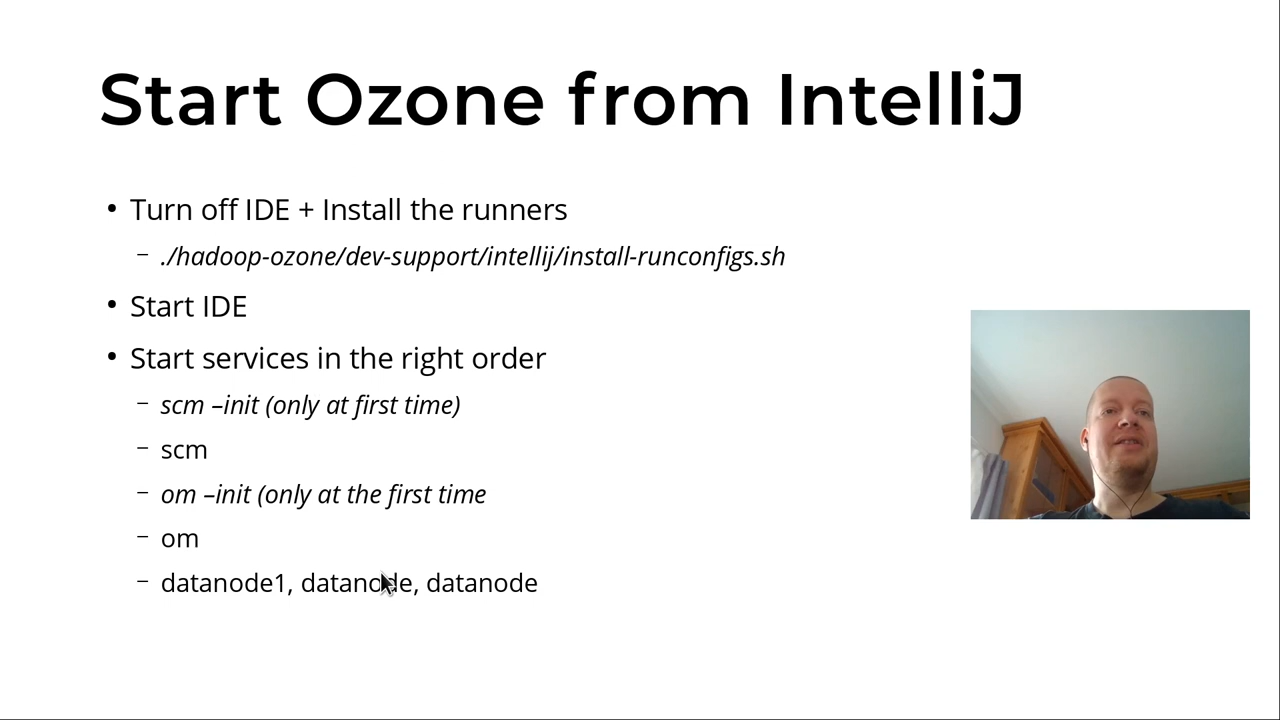 Start Ozone from IntelliJ
• Turn off IDE + Install the runners
– ./hadoop-ozone/dev-support/intellij/install-runconfigs.sh
• Start IDE
• Start services in the right order
– scm –init (only at first time)
– scm
– om –init (only at the first time
– om
– datanode1, datanode, datanode